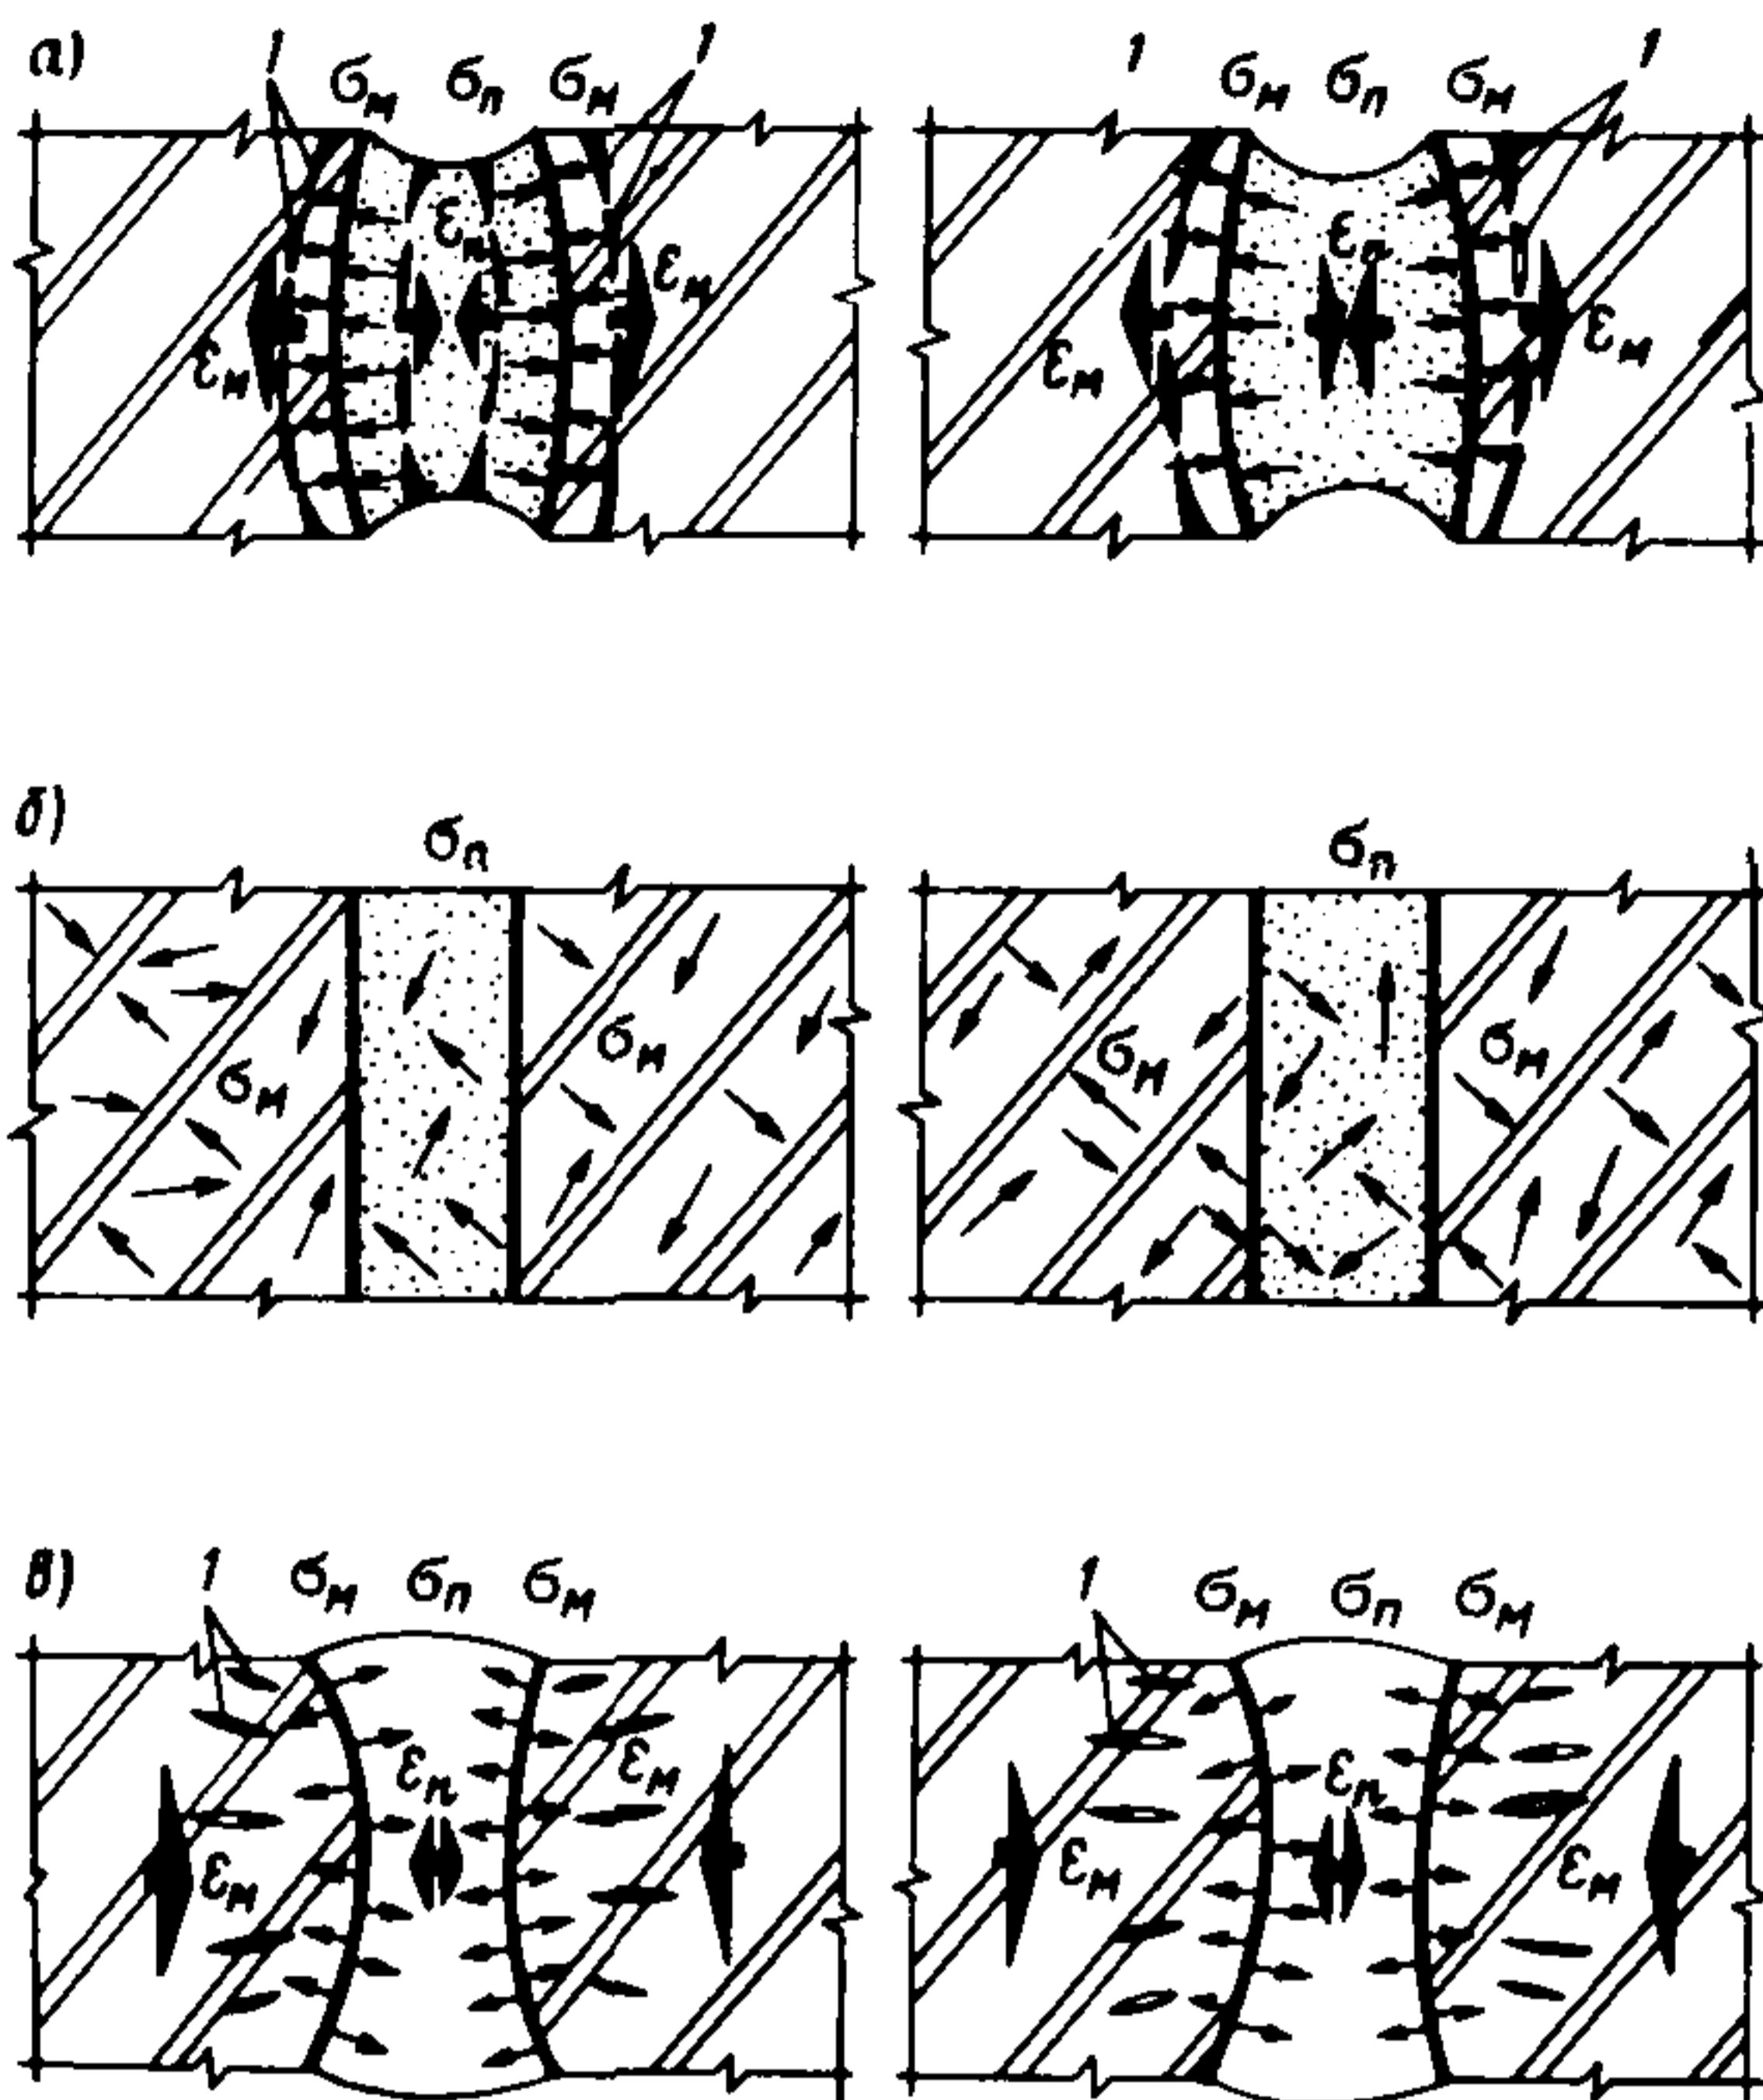 а) 1 σм σп σм 1 1 σм σп σм 1
εп εп
εм εм
εм εм
б) σп σп
σм σм σм σм
в) 1 σм σп σм 1 σм σп σм
εп εм εп
εм εм εм